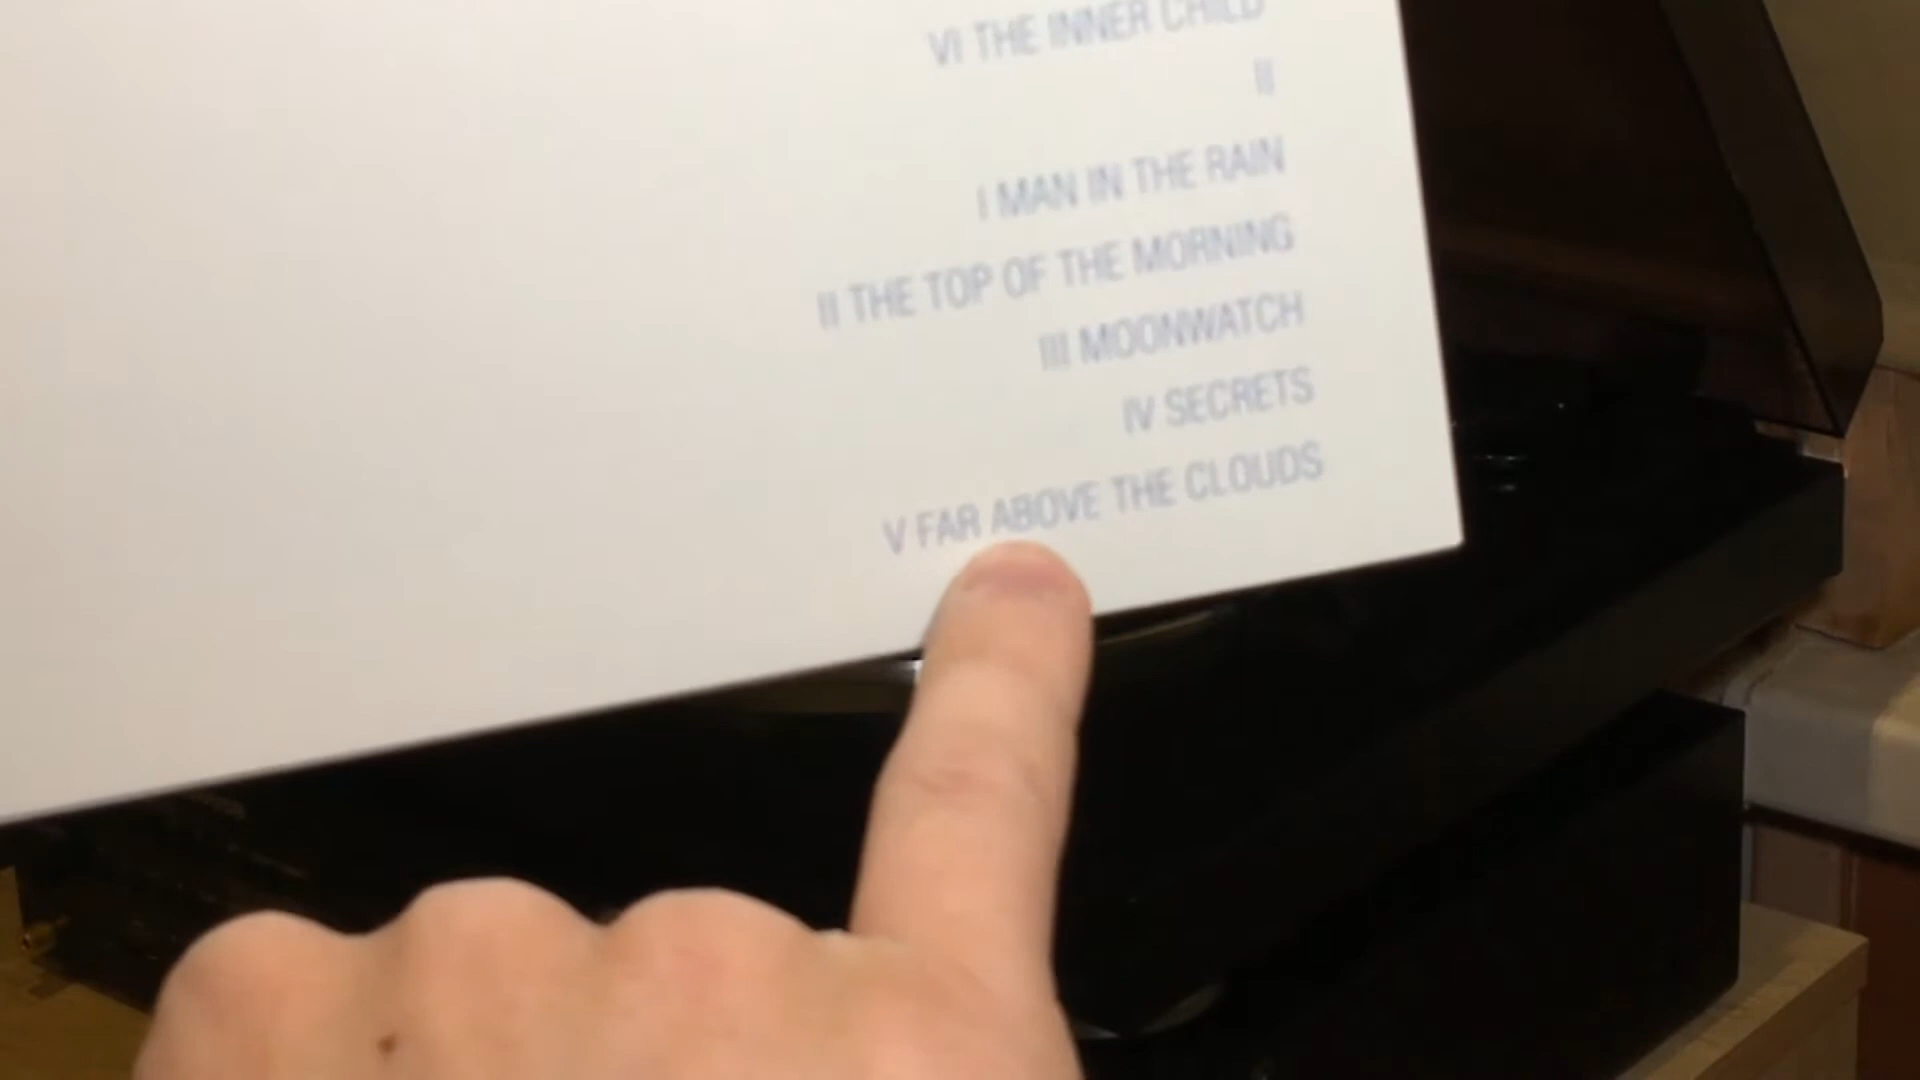 VI THE INNER CHILD
II
I MAN IN THE RAIN
II THE TOP OF THE MORNING
III MOONWATCH
IV SECRETS
V FAR ABOVE THE CLOUDS